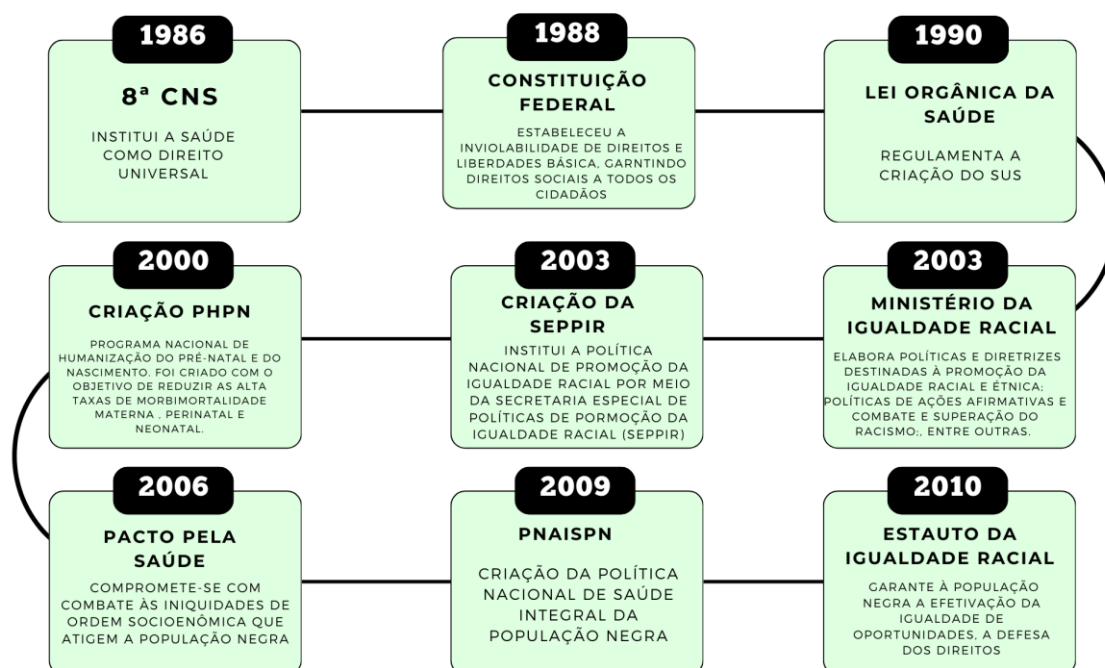 1986
8ª CNS
INSTITUI A SAÚDE
COMO DIREITO
UNIVERSAL
1988
CONSTITUIÇÃO
FEDERAL
ESTABELECEU A
INVIOLABILIDADE DE DIREITOS E
LIBERDADES BÁSICA, GARNTINDO
DIREITOS SOCIAIS A TODOS OS
CIDADÃOS
1990
LEI ORGÂNICA DA
SAÚDE
REGULAMENTA A
CRIAÇÃO DO SUS
2000
CRIAÇÃO PHPN
PROGRAMA NACIONAL DE
HUMANIZAÇÃO DO PRÉ-NATAL E DO
NASCIMENTO. FOI CRIADO COM O
OBJETIVO DE REDUZIR AS ALTA
TAXAS DE MORBIMORTALIDADE
MATERNA , PERINATAL E
NEONATAL.
2003
CRIAÇÃO DA
SEPPIR
INSTITUI A POLÍTICA
NACIONAL DE PROMOÇÃO DA
IGUALDADE RACIAL POR MEIO
DA SECRETARIA ESPECIAL DE
POLÍTICAS DE PORMOÇÃO DA
IGUALDADE RACIAL (SEPPIR)
2003
MINISTÉRIO DA
IGUALDADE RACIAL
ELABORA POLÍTICAS E DIRETRIZES
DESTINADAS À PROMOÇÃO DA
IGUALDADE RACIAL E ÉTNICA;
POLÍTICAS DE AÇÕES AFIRMATIVAS E
COMBATE E SUPERAÇÃO DO
RACISMO;, ENTRE OUTRAS.
2006
PACTO PELA
SAÚDE
COMPROMETE-SE COM
COMBATE ÀS INIQUIDADES DE
ORDEM SOCIOENÔMICA QUE
ATIGEM A POPULAÇÃO NEGRA
2009
PNAISPN
CRIAÇÃO DA POLÍTICA
NACIONAL DE SAÚDE
INTEGRAL DA
POPULAÇÃO NEGRA
2010
ESTAUTO DA
IGUALDADE RACIAL
GARANTE À POPULAÇÃO
NEGRA A EFETIVAÇÃO DA
IGUALDADE DE
OPORTUNIDADES, A DEFESA
DOS DIREITOS